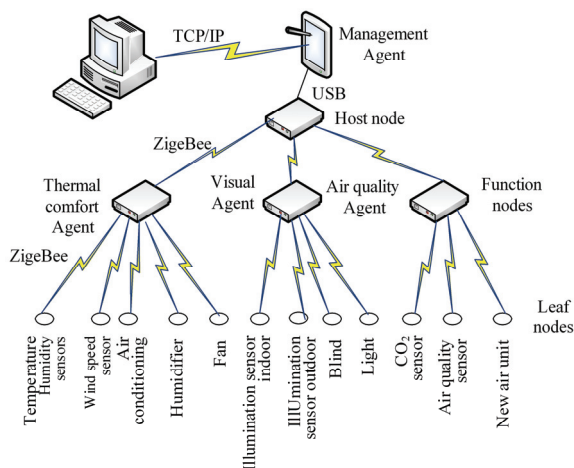 TCP/IP
Management
Agent
USB
Host node
ZigeBee
Thermal
comfort
Agent
Visual
Agent
Air quality
Agent
Function
nodes
ZigeBee
Leaf
nodes
Temperature
Humidity sensors
Wind speed
sensor
Air
conditioning
Humicifier
Fan
Illumination sensor
indoor
IllUmination
sensor outdoor
Blind
Light
CO₂
sensor
Air quality
sensor
New air unit